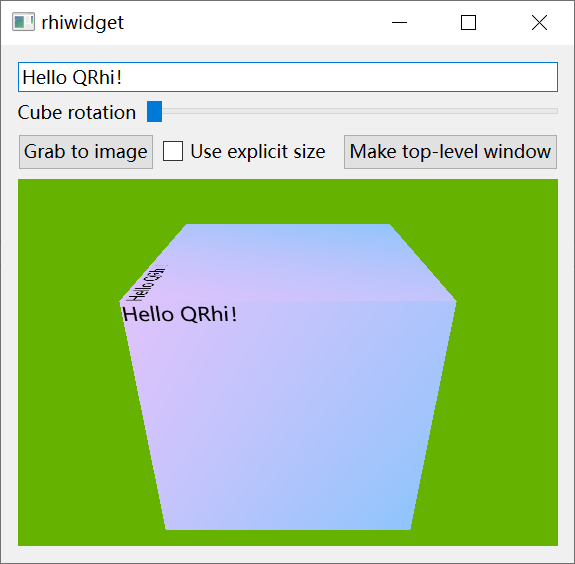 rhiwidget
Hello QRhi!
Cube rotation
Grab to image Use explicit size Make top-level window
Hello QRhi!
Hello QRhi!